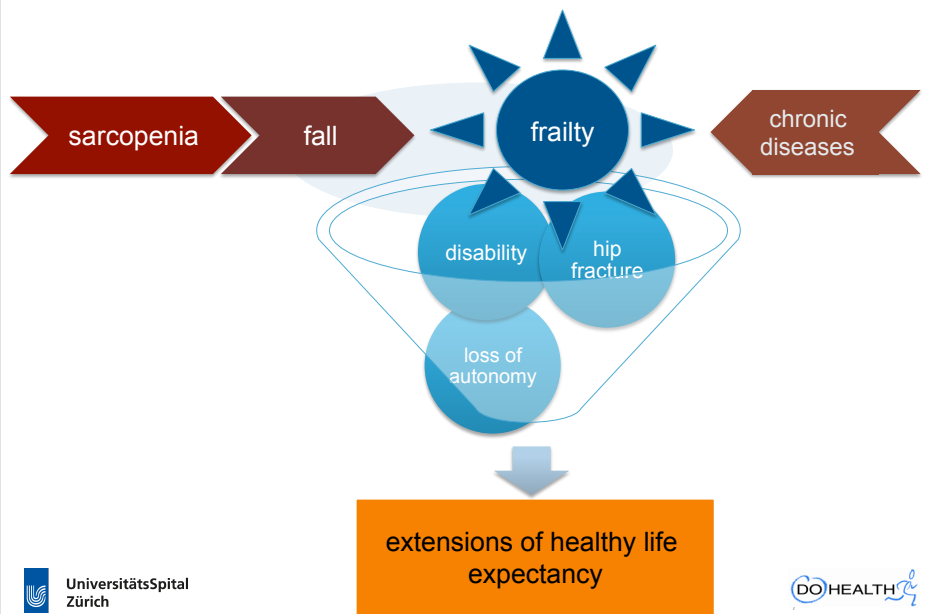 sarcopenia
fall
frailty
chronic
diseases
disability
hip
fracture
loss of
autonomy
extensions of healthy life
expectancy
UniversitätsSpital
Zürich
DO HEALTH